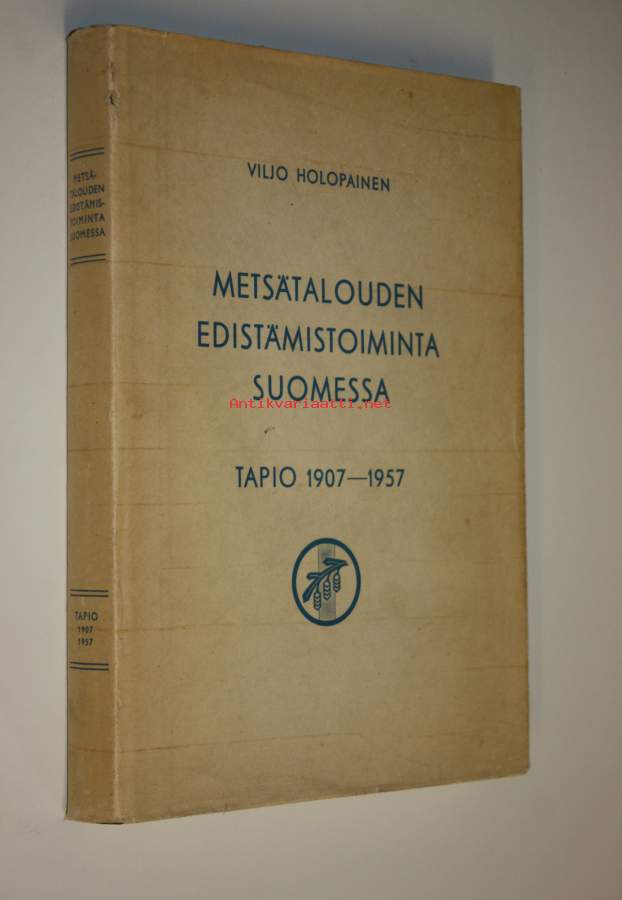 VILJO HOLOPAINEN
METSÄTALOUDEN
EDISTÄMISTOIMINTA
SUOMESSA
Antikvariaatti.net
TAPIO 1907—1957
METSÄ-
TALOUDEN
EDISTÄMIS-
TOIMINTA
SUOMESSA
TAPIO
1907
1957